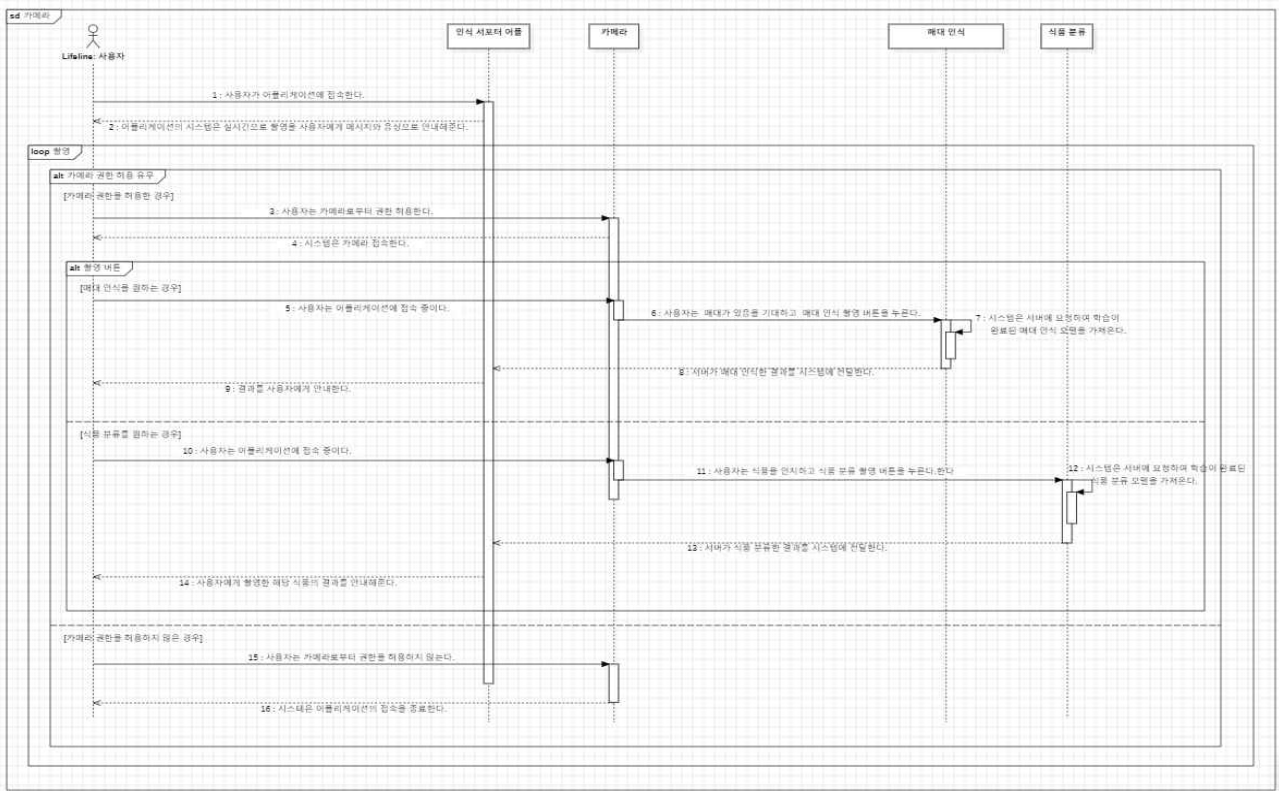 sd 카메라
Lifeline: 사용자
인식 서포터 어플
카메라
매대 인식
식품 분류
1 : 사용자가 어플리케이션에 접속한다.
2 : 어플리케이션의 시스템은 실시간으로 촬영을 사용자에게 메시지와 음성으로 안내해준다.
loop 촬영
alt 카메라 권한 허용 유무
[카메라 권한을 허용한 경우]
3 : 사용자는 카메라로부터 권한 허용한다.
4 : 시스템은 카메라 접속한다.
alt 촬영 버튼
[매대 인식을 원하는 경우]
5 : 사용자는 어플리케이션에 접속 중이다.
6 : 사용자는 매대가 있음을 기대하고 매대 인식 촬영 버튼을 누른다.
7 : 시스템은 서버에 요청하여 학습이
완료된 매대 인식 모델을 가져온다.
8 : 서버가 매대 인식한 결과를 시스템에 전달한다.
9 : 결과를 사용자에게 안내한다.
[식품 분류를 원하는 경우]
10 : 사용자는 어플리케이션에 접속 중이다.
11 : 사용자는 식품을 인지하고 식품 분류 촬영 버튼을 누른다.한다
12 : 시스템은 서버에 요청하여 학습이 완료된
식품 분류 모델을 가져온다.
13 : 서버가 식품 분류한 결과를 시스템에 전달한다.
14 : 사용자에게 촬영한 해당 식품의 결과를 안내해준다.
[카메라 권한을 허용하지 않은 경우]
15 : 사용자는 카메라로부터 권한을 허용하지 않는다.
16 : 시스템은 어플리케이션의 접속을 종료한다.